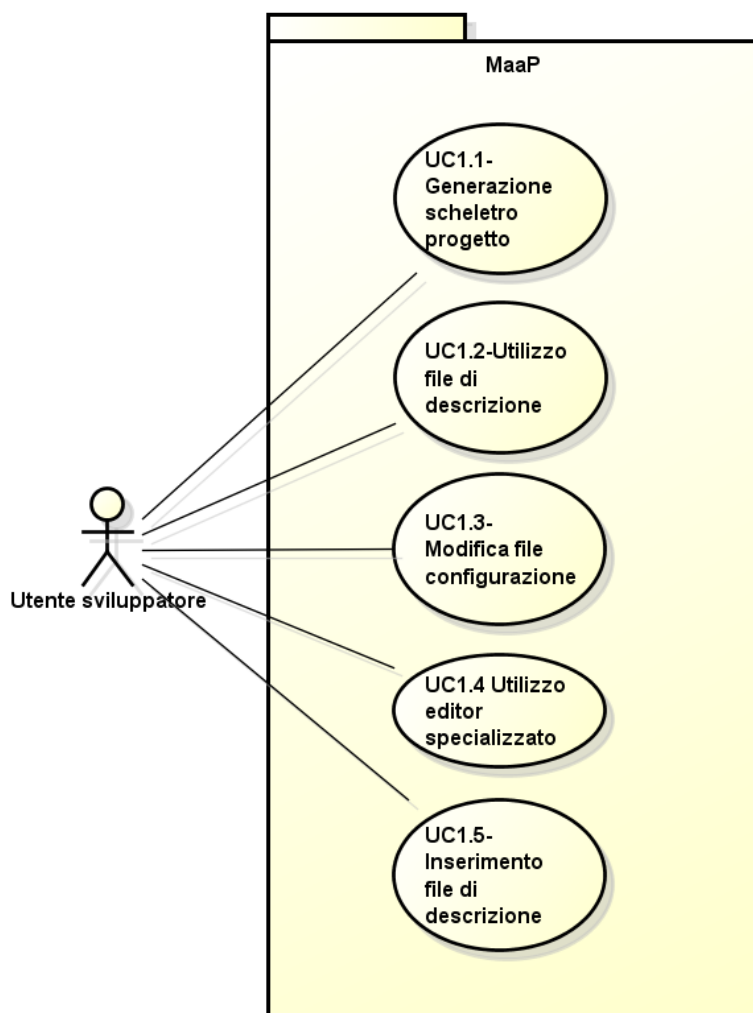 MaaP
UC1.1-
Generazione
scheletro
progetto
UC1.2-Utilizzo
file di
descrizione
UC1.3-
Modifica file
configurazione
Utente sviluppatore
UC1.4 Utilizzo
editor
specializzato
UC1.5-
Inserimento
file di
descrizione